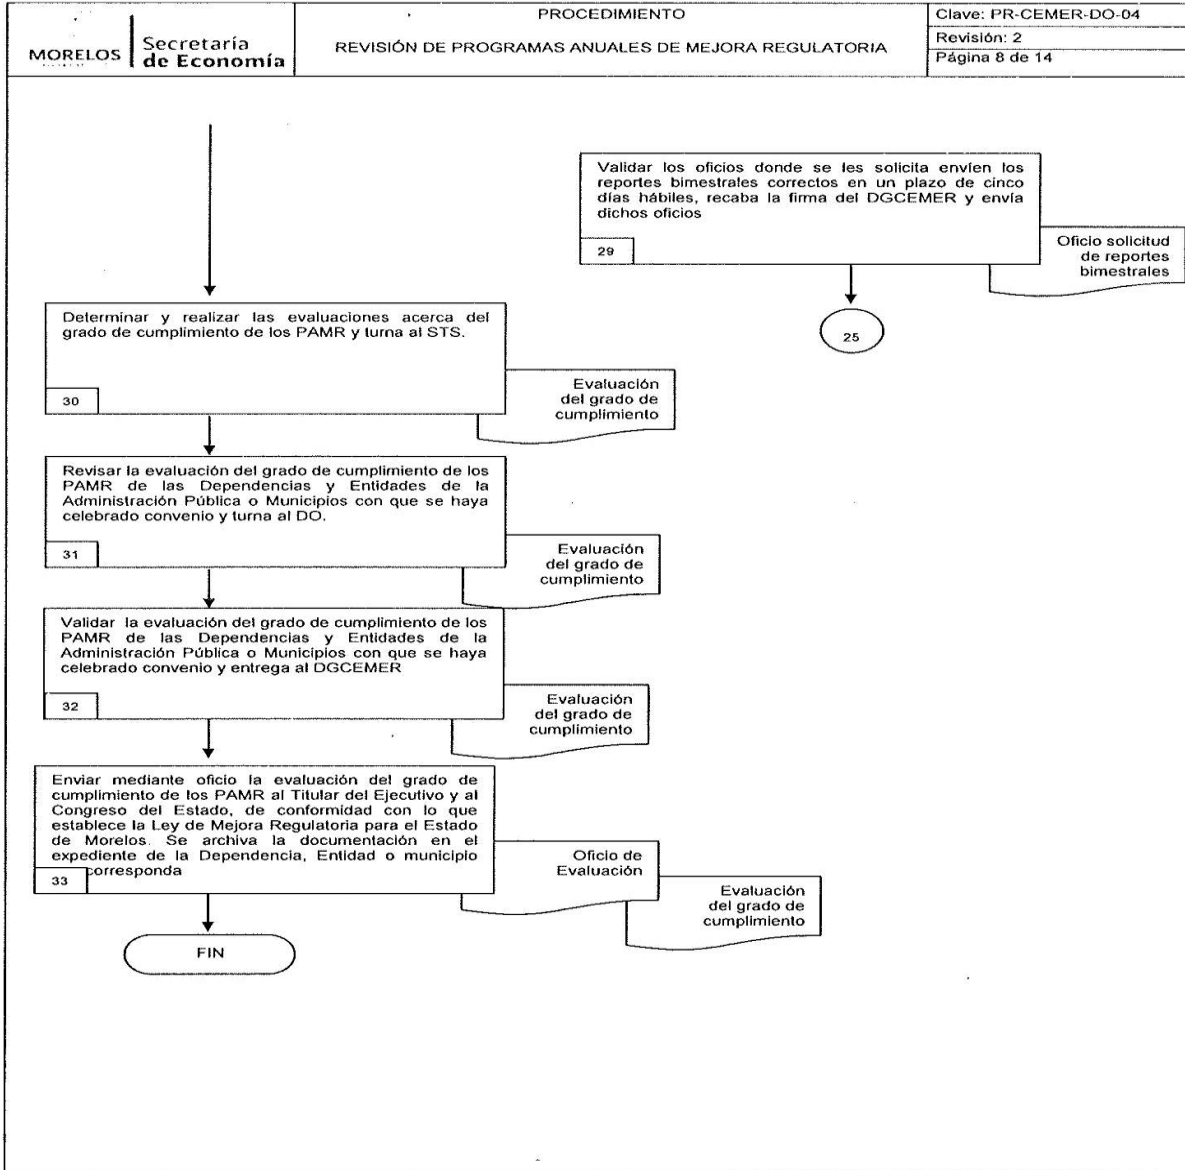 MORELOS
Secretaría
de Economía
PROCEDIMIENTO
REVISIÓN DE PROGRAMAS ANUALES DE MEJORA REGULATORIA
Clave: PR-CEMER-DO-04
Revisión: 2
Página 8 de 14
Validar los oficios donde se les solicita envíen los
reportes bimestrales correctos en un plazo de cinco
días hábiles, recaba la firma del DGCEMER y envía
dichos oficios
29
Oficio solicitud
de reportes
bimestrales
25
Determinar y realizar las evaluaciones acerca del
grado de cumplimiento de los PAMR y turna al STS.
30
Evaluación
del grado de
cumplimiento
Revisar la evaluación del grado de cumplimiento de los
PAMR de las Dependencias y Entidades de la
Administración Pública o Municipios con que se haya
celebrado convenio y turna al DO.
31
Evaluación
del grado de
cumplimiento
Validar la evaluación del grado de cumplimiento de los
PAMR de las Dependencias y Entidades de la
Administración Pública o Municipios con que se haya
celebrado convenio y entrega al DGCEMER
32
Evaluación
del grado de
cumplimiento
Enviar mediante oficio la evaluación del grado de
cumplimiento de los PAMR al Titular del Ejecutivo y al
Congreso del Estado, de conformidad con lo que
establece la Ley de Mejora Regulatoria para el Estado
de Morelos. Se archiva la documentación en el
expediente de la Dependencia, Entidad o municipio
corresponda
33
Oficio de
Evaluación
Evaluación
del grado de
cumplimiento
FIN